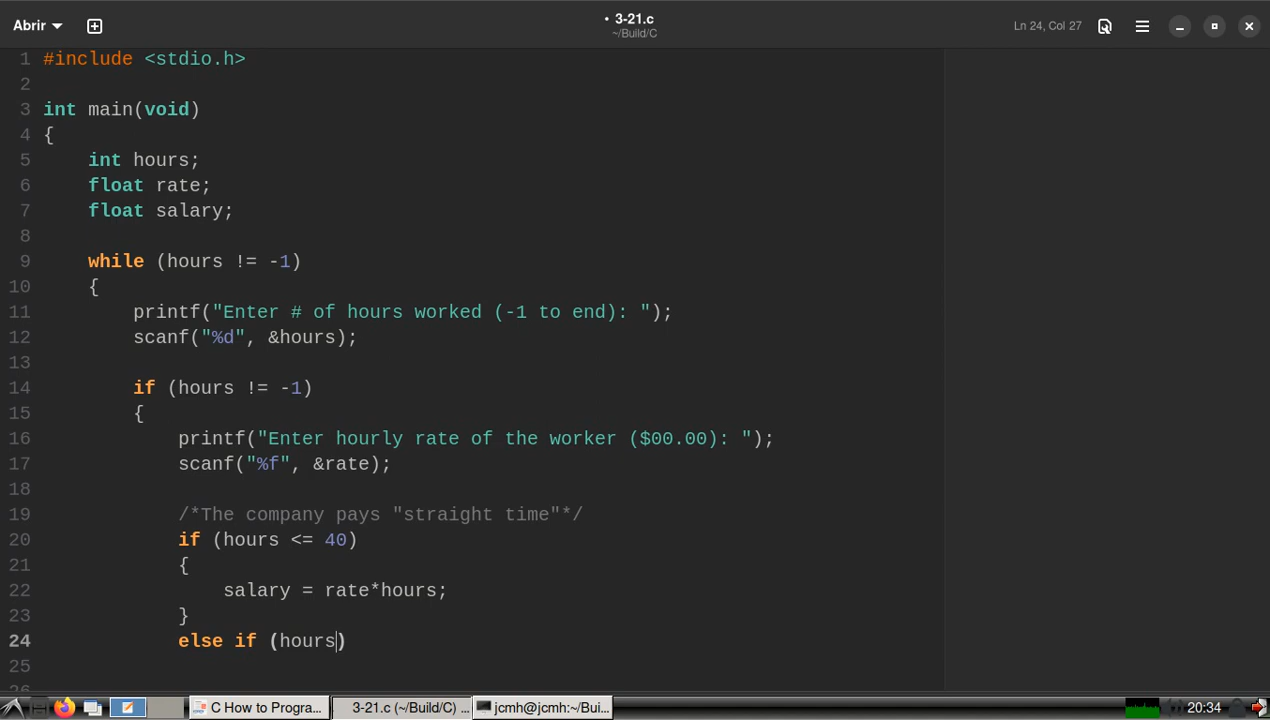 Abrir
• 3-21.c
~/Build/C
Ln 24, Col 27
1 #include <stdio.h>
2
3 int main(void)
4 {
5     int hours;
6     float rate;
7     float salary;
8
9     while (hours != -1)
10     {
11         printf("Enter # of hours worked (-1 to end): ");
12         scanf("%d", &hours);
13
14         if (hours != -1)
15         {
16             printf("Enter hourly rate of the worker ($00.00): ");
17             scanf("%f", &rate);
18
19             /*The company pays "straight time"*/
20             if (hours <= 40)
21             {
22                 salary = rate*hours;
23             }
24             else if (hours)
25
C How to Progra... 3-21.c (~/Build/C) ... jcmh@jcmh:~/Bui... 20:34